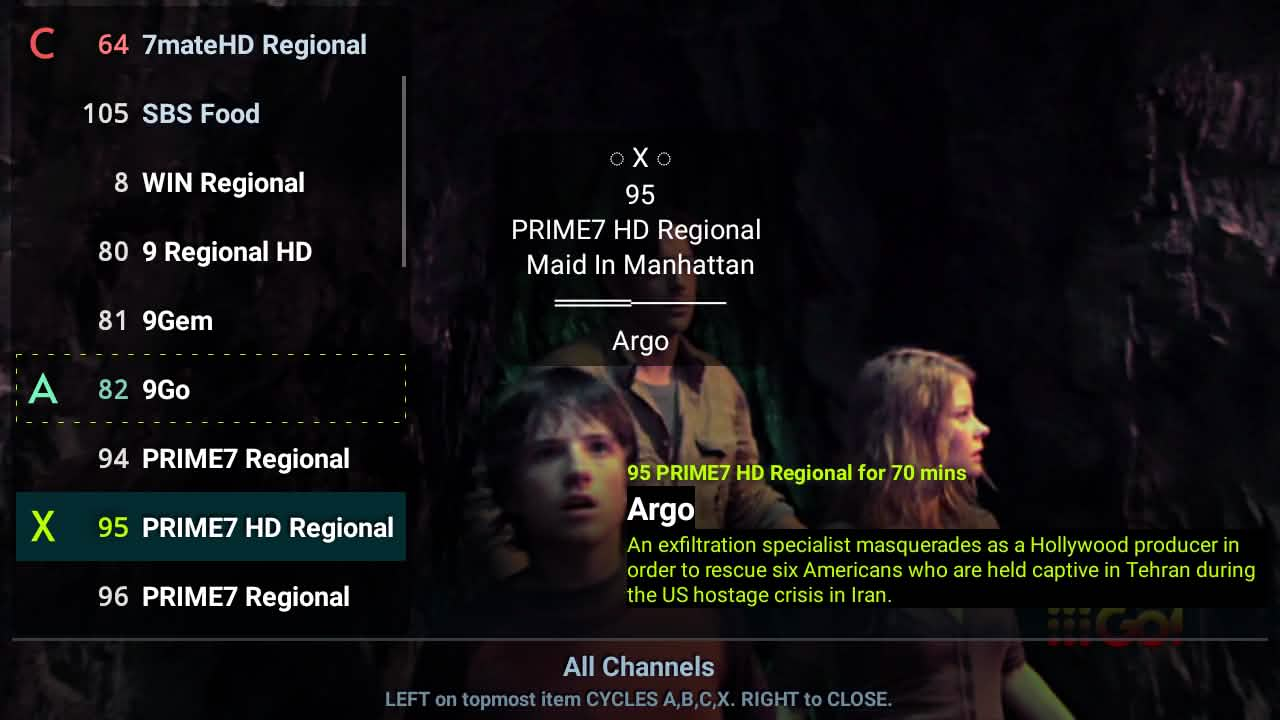 C 64 7mateHD Regional
105 SBS Food
8 WIN Regional
80 9 Regional HD
81 9Gem
A 82 9Go
94 PRIME7 Regional
X 95 PRIME7 HD Regional
96 PRIME7 Regional
◌ X ◌
95
PRIME7 HD Regional
Maid In Manhattan
Argo
95 PRIME7 HD Regional for 70 mins
Argo
An exfiltration specialist masquerades as a Hollywood producer in
order to rescue six Americans who are held captive in Tehran during
the US hostage crisis in Iran.
GO!
All Channels
LEFT on topmost item CYCLES A,B,C,X. RIGHT to CLOSE.